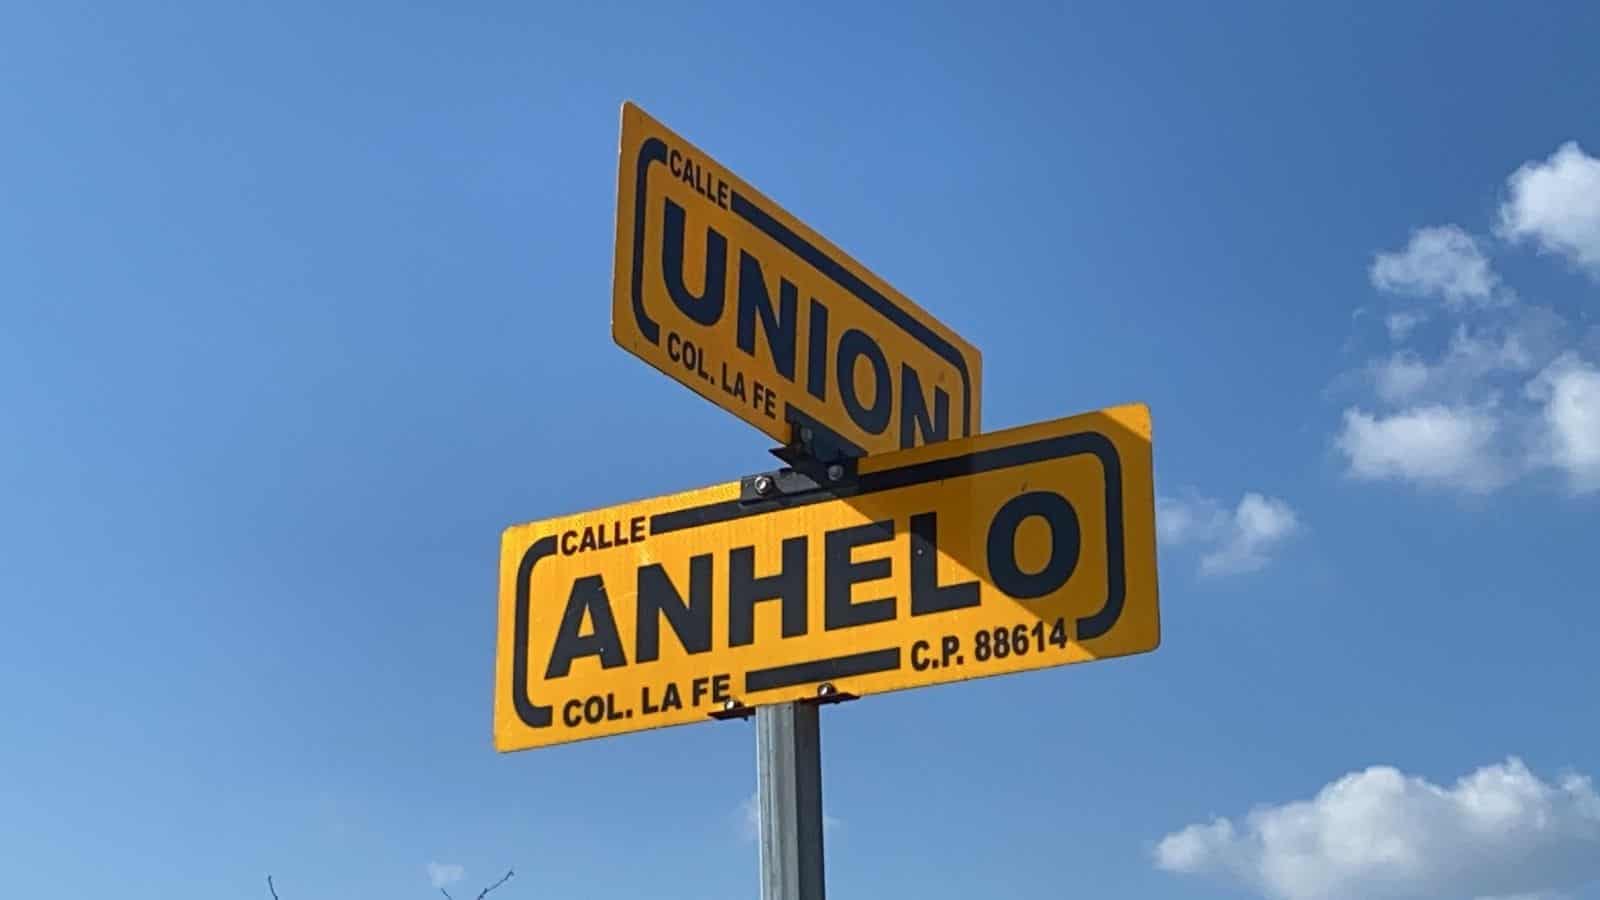 CALLE
UNION
COL. LA FE
CALLE
ANHELO
COL. LA FE C.P. 88614